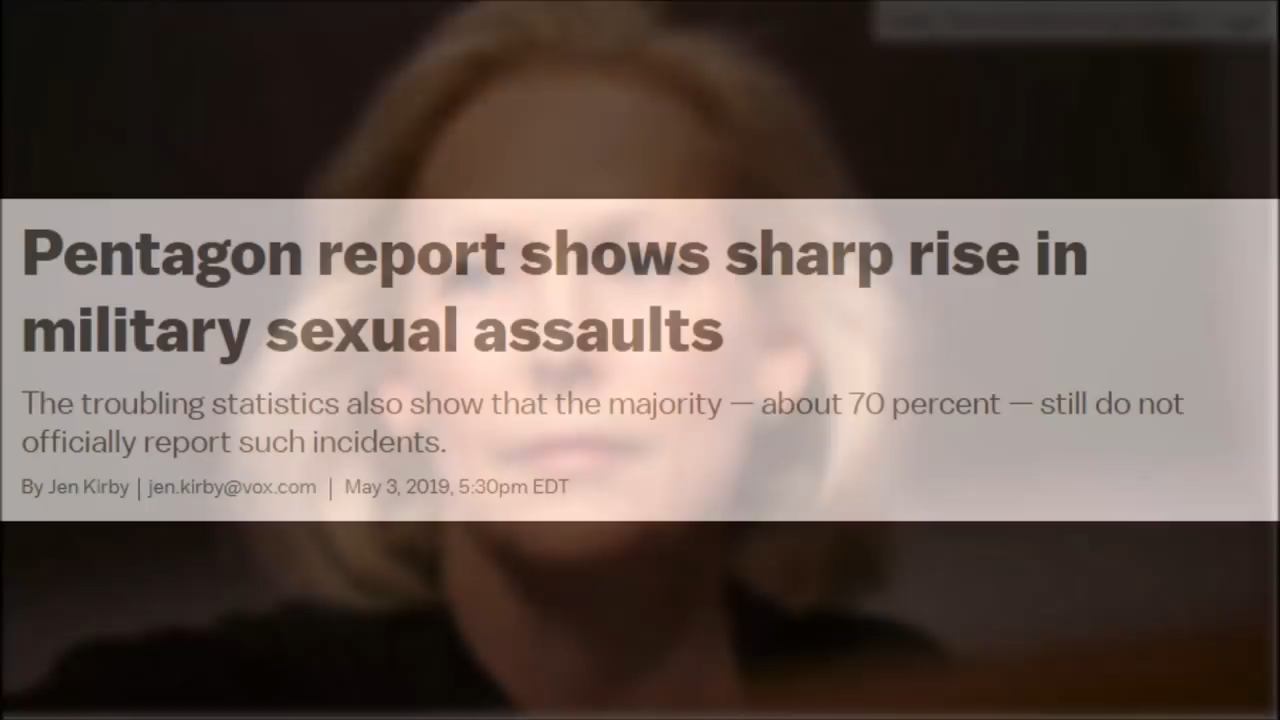 Pentagon report shows sharp rise in
military sexual assaults
The troubling statistics also show that the majority — about 70 percent — still do not
officially report such incidents.
By Jen Kirby | jen.kirby@vox.com | May 3, 2019, 5:30pm EDT